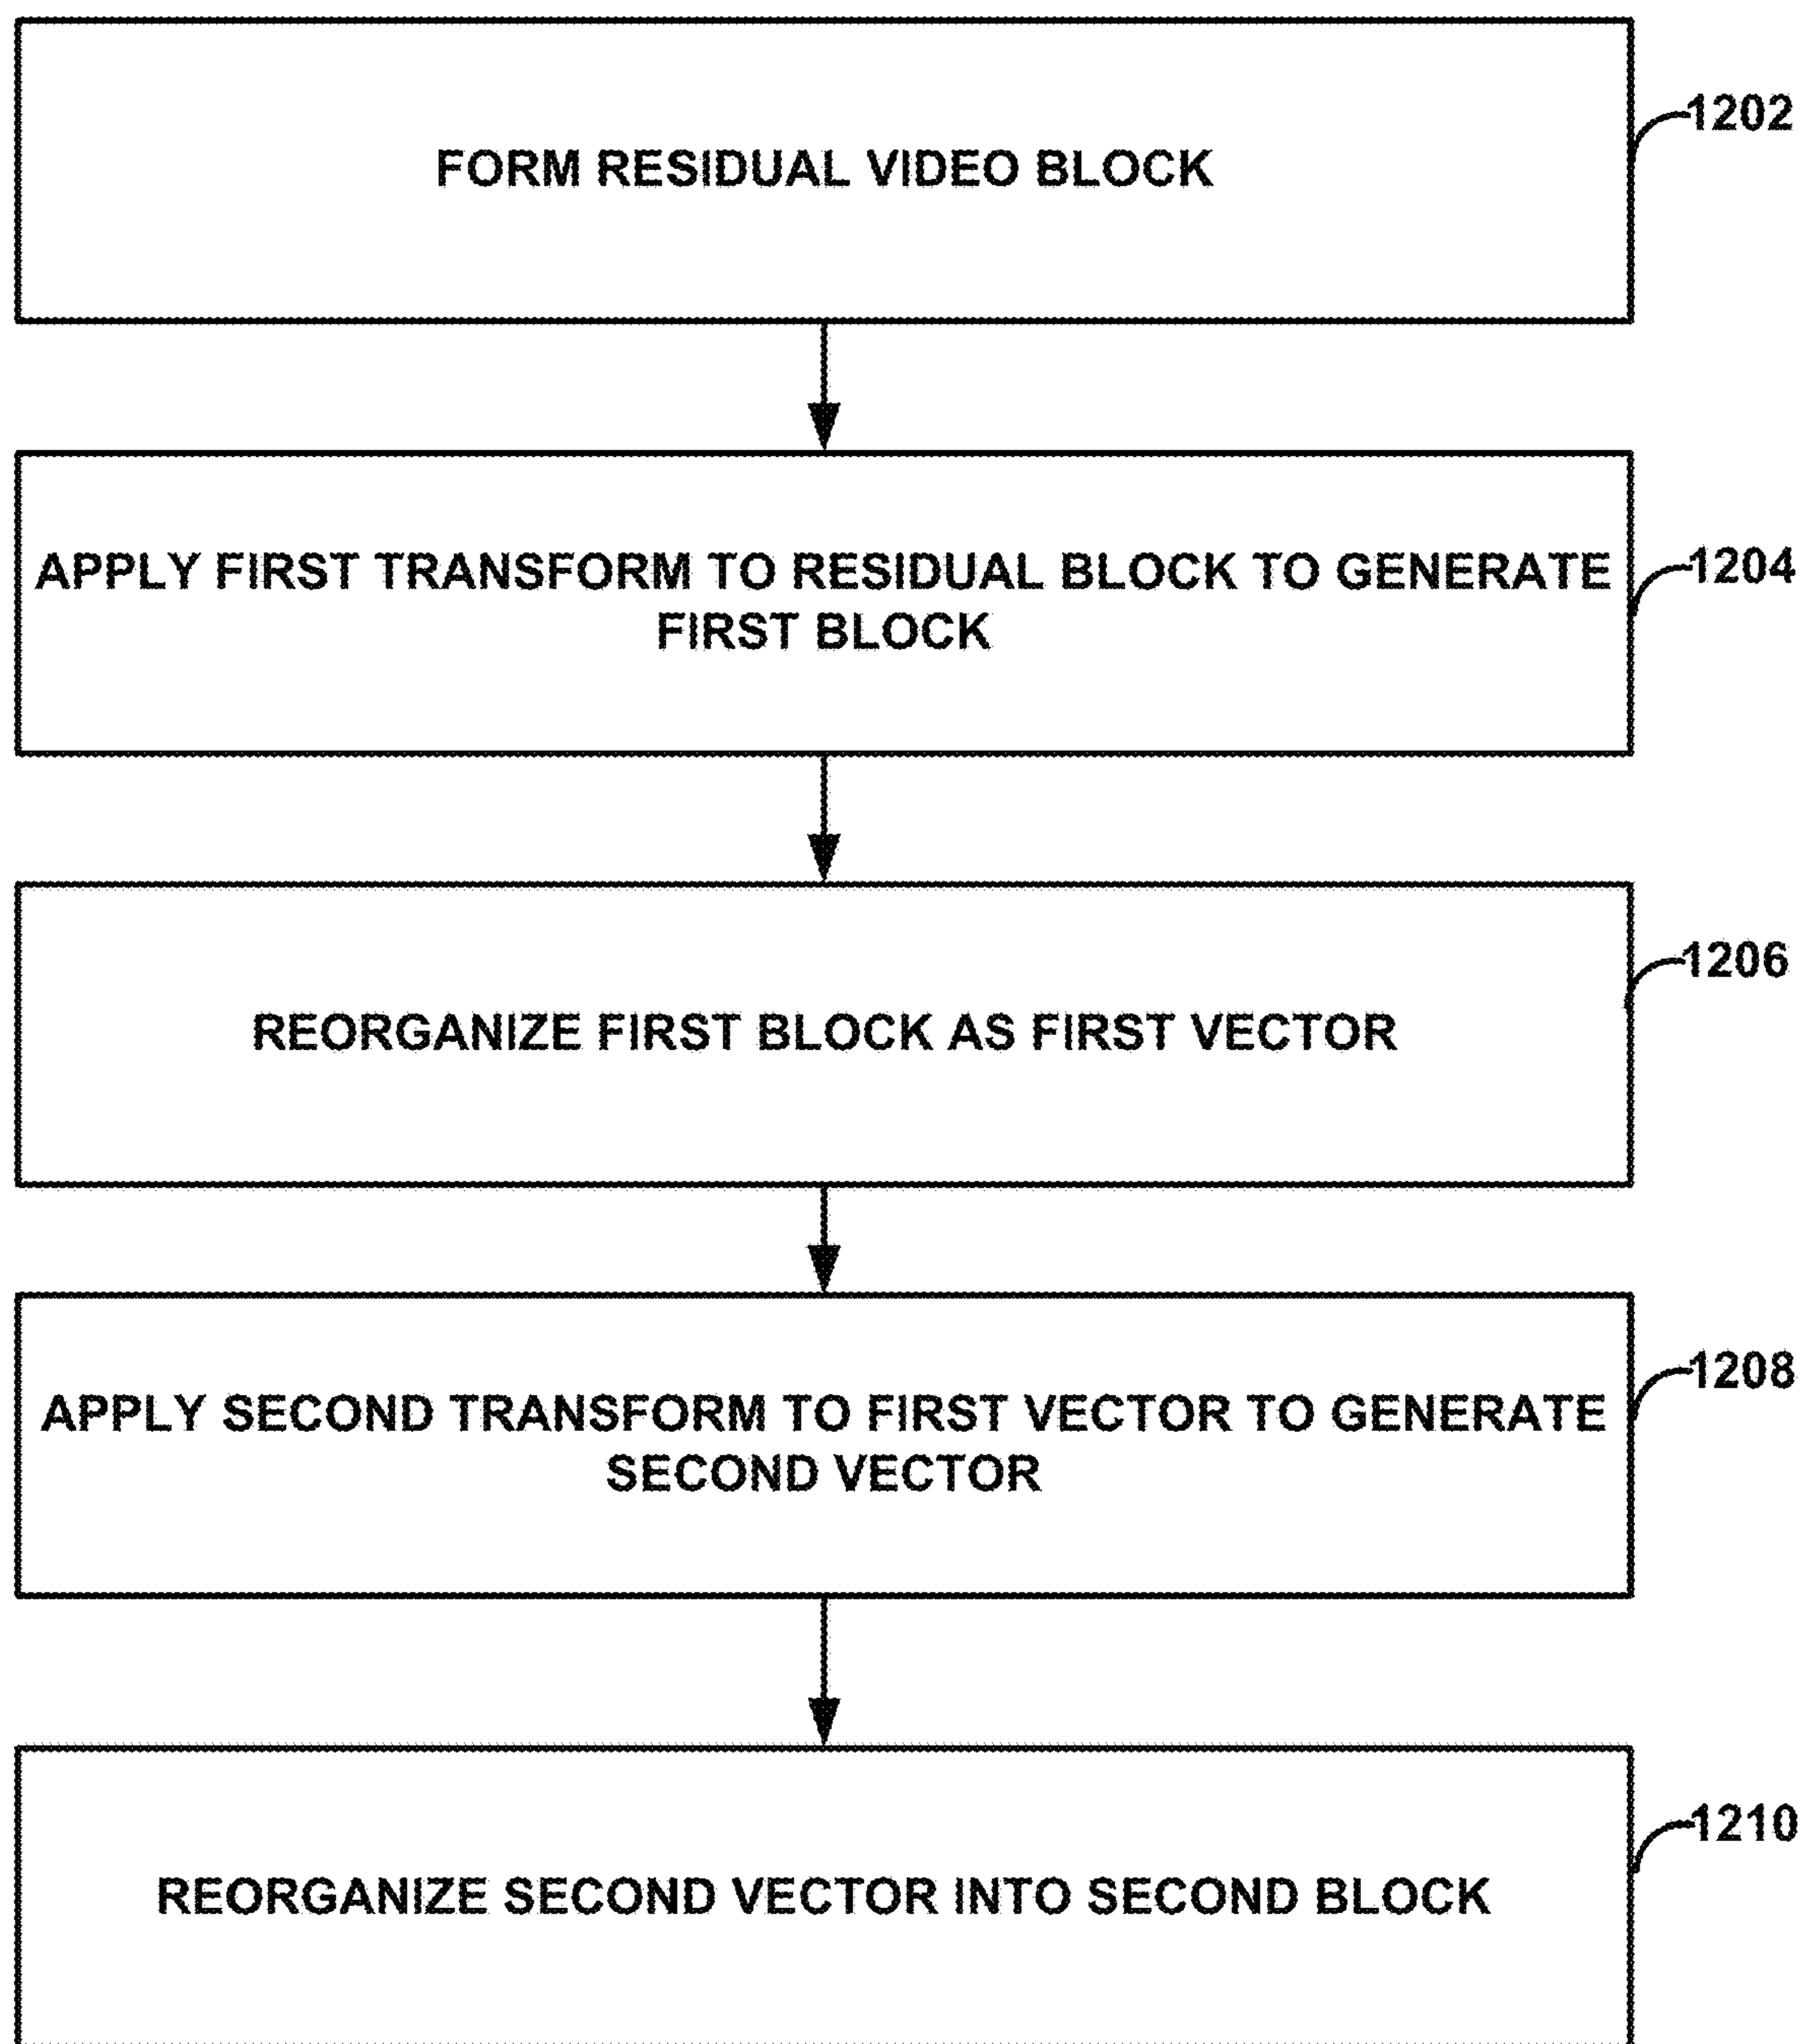 FORM RESIDUAL VIDEO BLOCK
1202
APPLY FIRST TRANSFORM TO RESIDUAL BLOCK TO GENERATE
FIRST BLOCK
1204
REORGANIZE FIRST BLOCK AS FIRST VECTOR
1206
APPLY SECOND TRANSFORM TO FIRST VECTOR TO GENERATE
SECOND VECTOR
1208
REORGANIZE SECOND VECTOR INTO SECOND BLOCK
1210